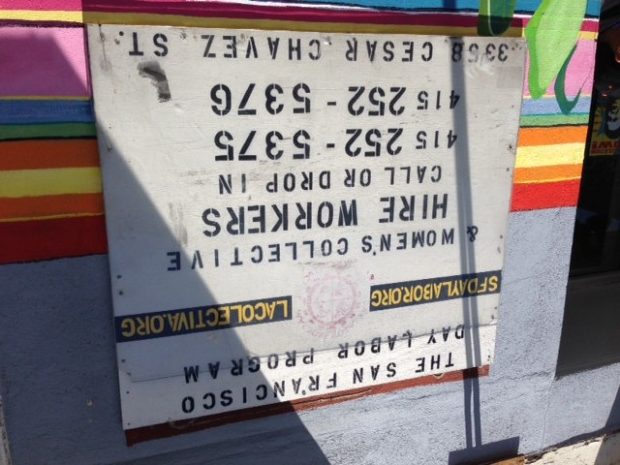 THE SAN FRANCISCO
DAY LABOR PROGRAM
SFDAYLABOR.ORG LACOLECTIVA.ORG
& WOMEN'S COLLECTIVE
HIRE WORKERS
CALL OR DROP IN
415 252-5375
415 252-5376
3358 CESAR CHAVEZ ST.